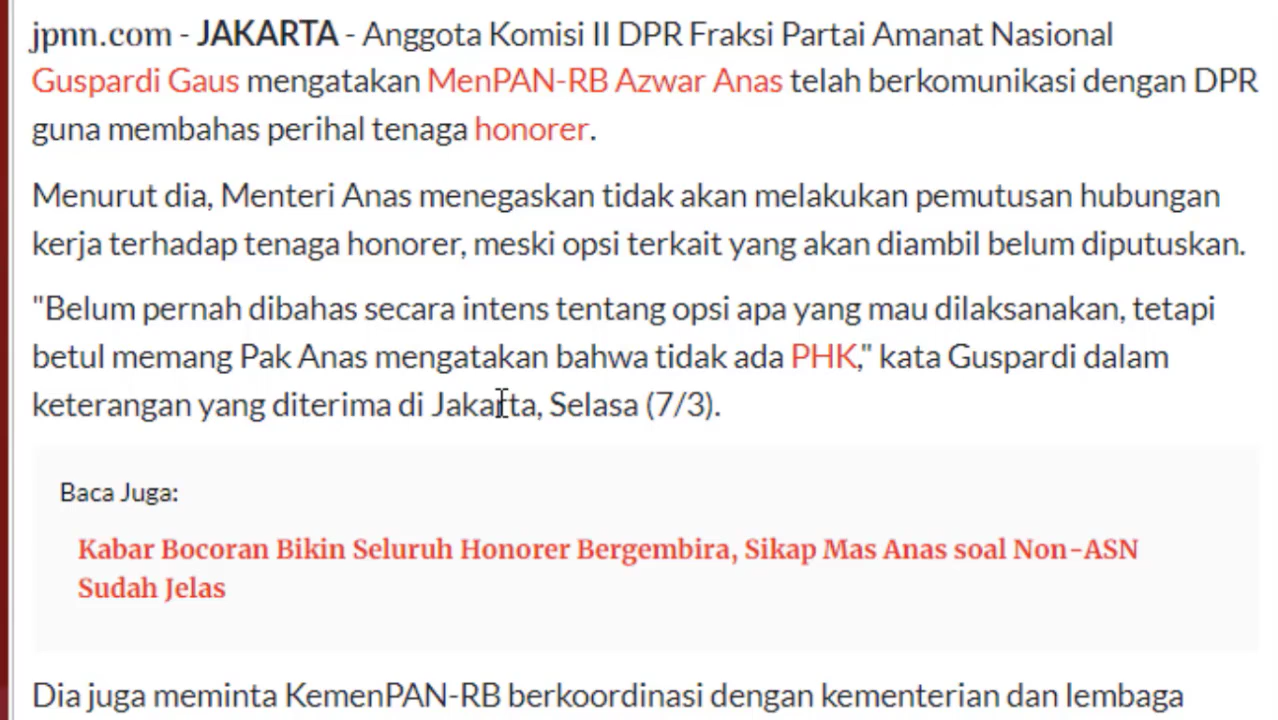 jpnn.com - JAKARTA - Anggota Komisi II DPR Fraksi Partai Amanat Nasional
Guspardi Gaus mengatakan MenPAN-RB Azwar Anas telah berkomunikasi dengan DPR
guna membahas perihal tenaga honorer.
Menurut dia, Menteri Anas menegaskan tidak akan melakukan pemutusan hubungan
kerja terhadap tenaga honorer, meski opsi terkait yang akan diambil belum diputuskan.
"Belum pernah dibahas secara intens tentang opsi apa yang mau dilaksanakan, tetapi
betul memang Pak Anas mengatakan bahwa tidak ada PHK," kata Guspardi dalam
keterangan yang diterima di Jakarta, Selasa (7/3).
Baca Juga:
Kabar Bocoran Bikin Seluruh Honorer Bergembira, Sikap Mas Anas soal Non-ASN
Sudah Jelas
Dia juga meminta KemenPAN-RB berkoordinasi dengan kementerian dan lembaga